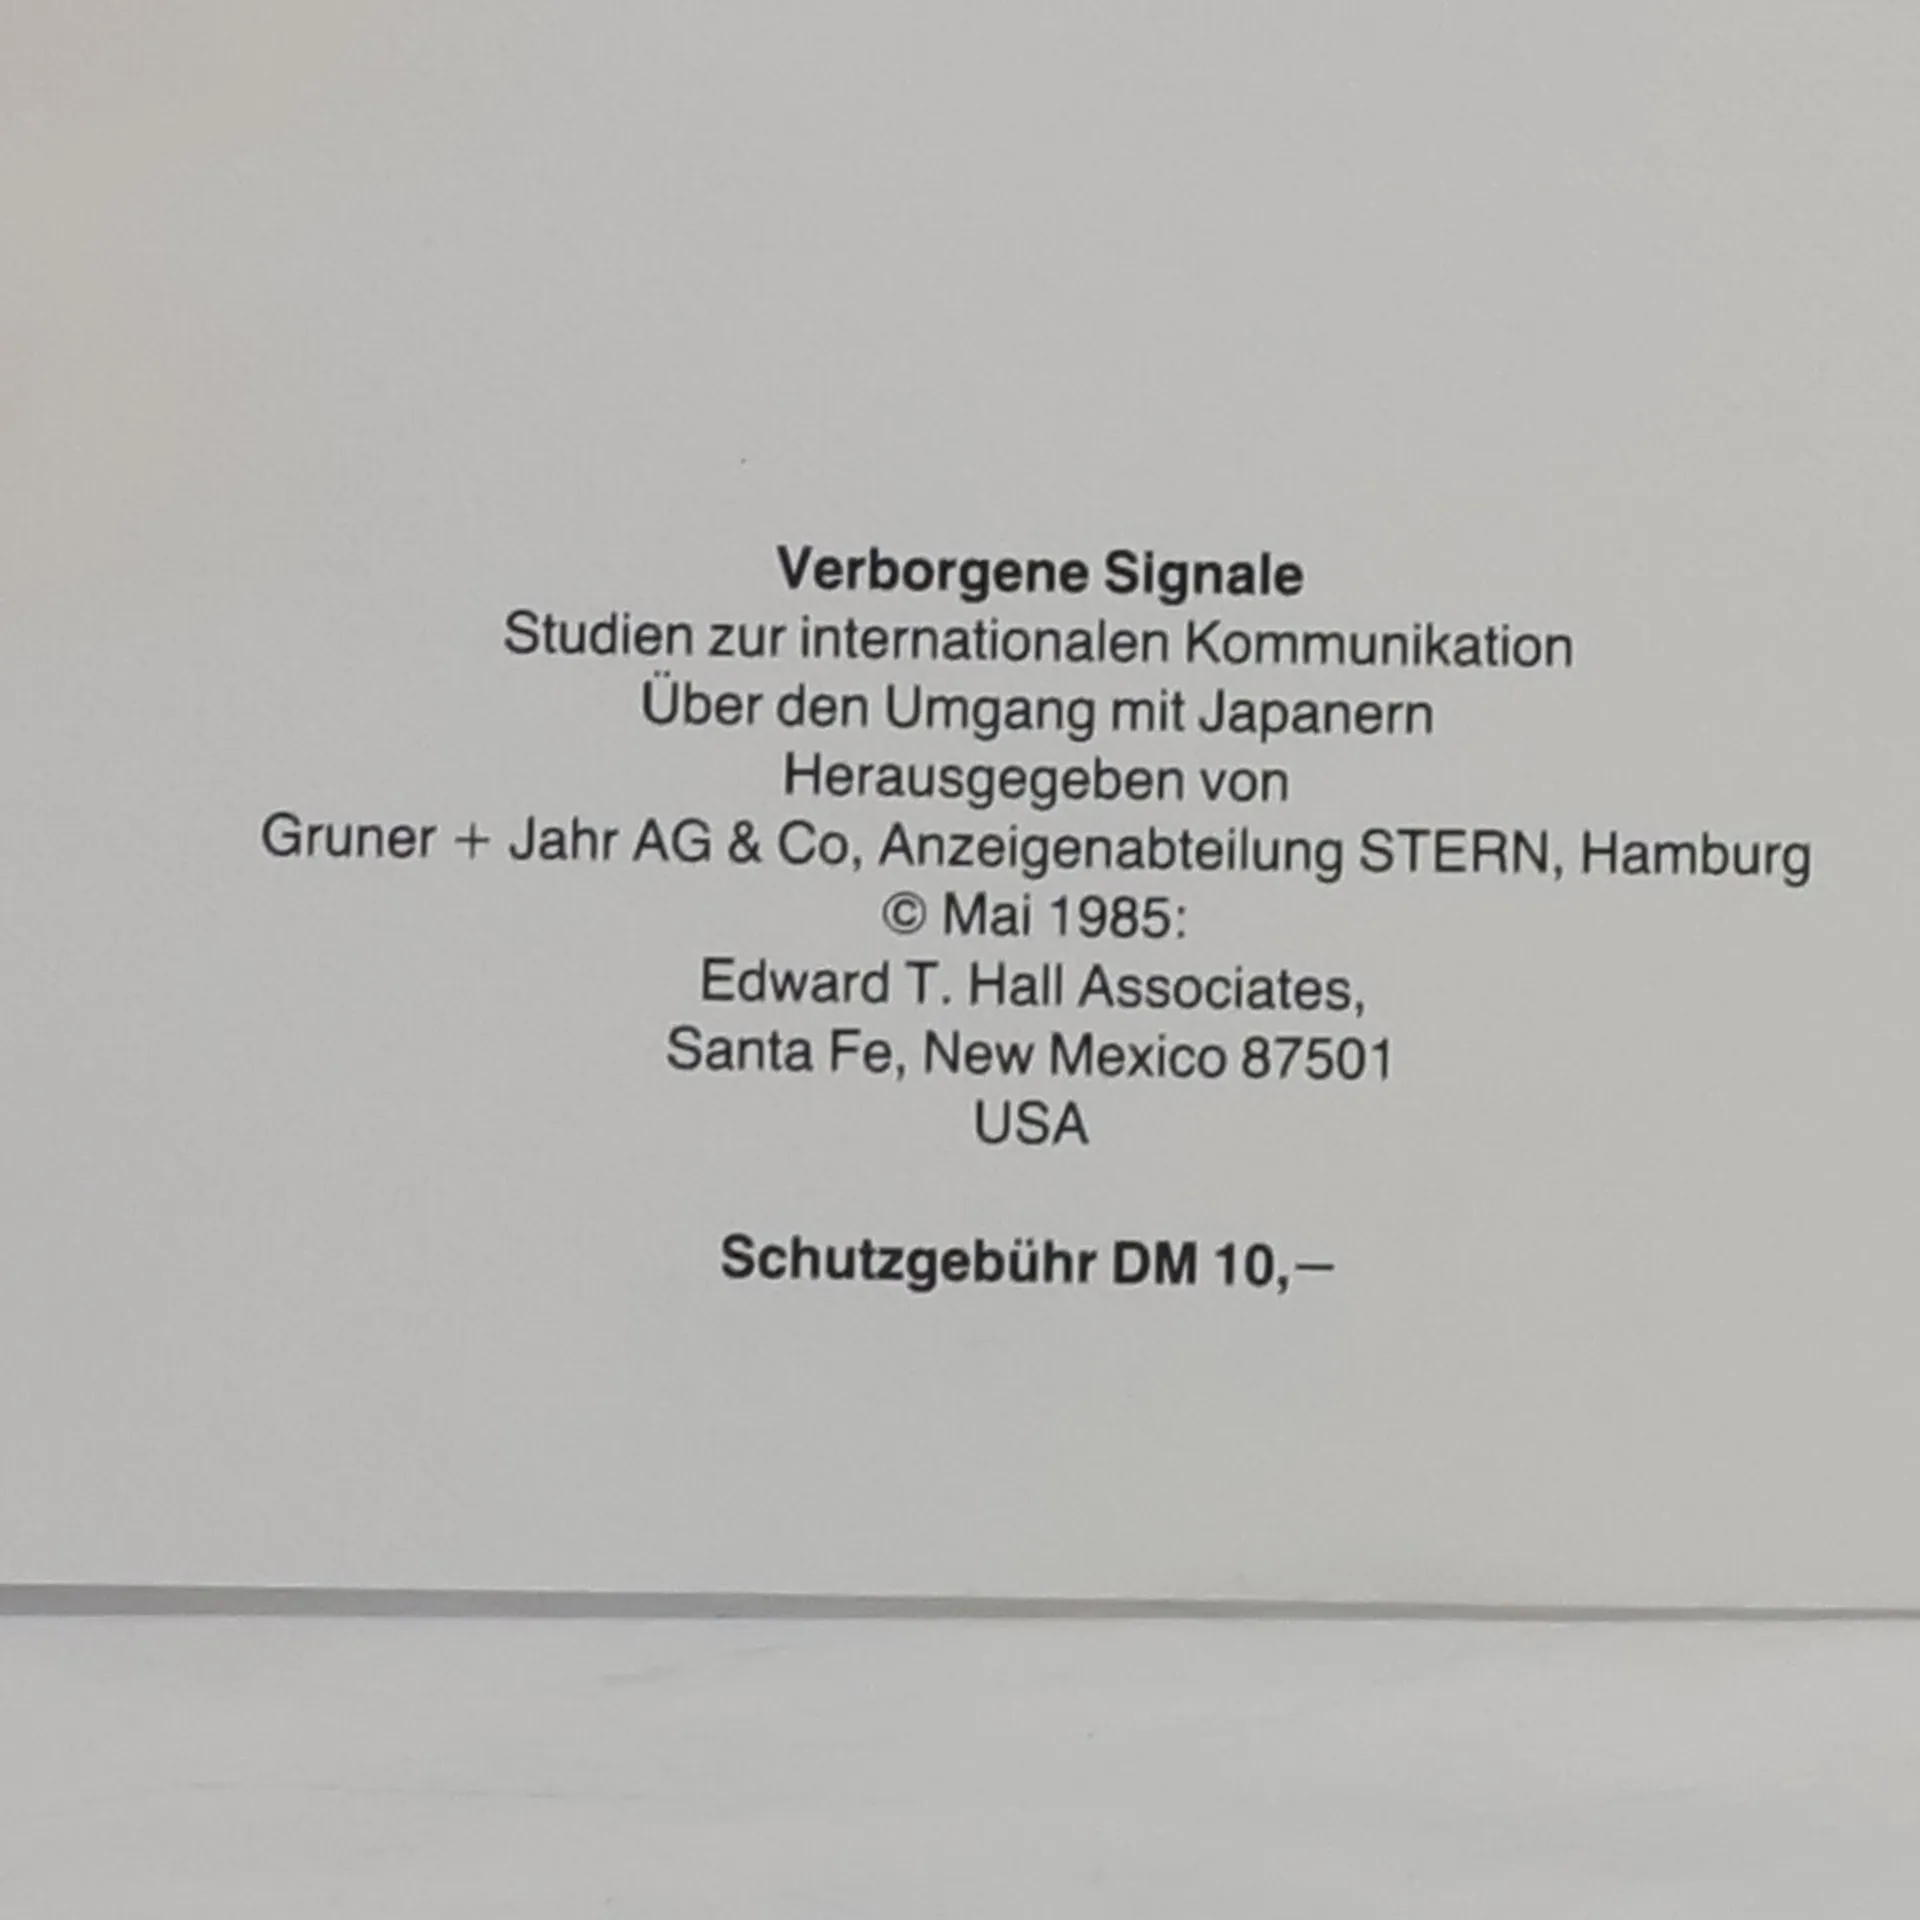 Verborgene Signale
Studien zur internationalen Kommunikation
Über den Umgang mit Japanern
Herausgegeben von
Gruner + Jahr AG & Co, Anzeigenabteilung STERN, Hamburg
© Mai 1985:
Edward T. Hall Associates,
Santa Fe, New Mexico 87501
USA
Schutzgebühr DM 10,—